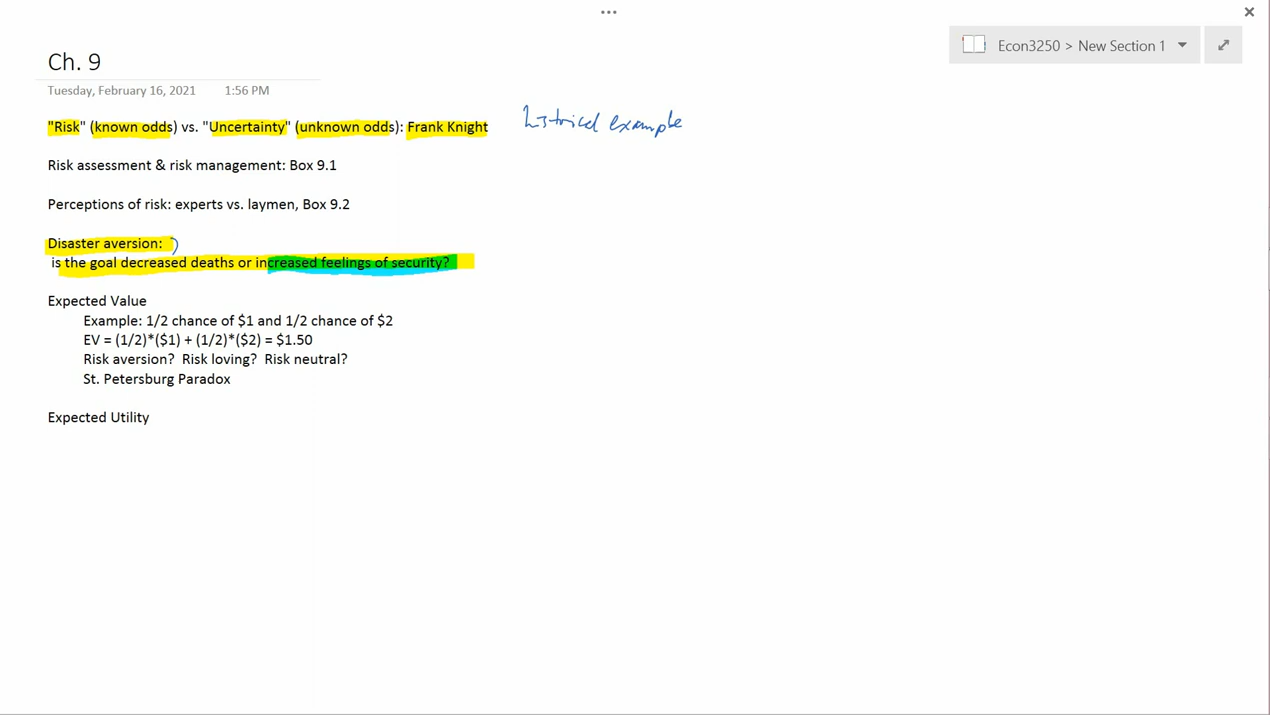 Ch. 9
Econ3250 > New Section 1
Tuesday, February 16, 2021 1:56 PM
"Risk" (known odds) vs. "Uncertainty" (unknown odds): Frank Knight historical example
Risk assessment & risk management: Box 9.1
Perceptions of risk: experts vs. laymen, Box 9.2
Disaster aversion:
is the goal decreased deaths or increased feelings of security?
Expected Value
Example: 1/2 chance of $1 and 1/2 chance of $2
EV = (1/2)*($1) + (1/2)*($2) = $1.50
Risk aversion? Risk loving? Risk neutral?
St. Petersburg Paradox
Expected Utility